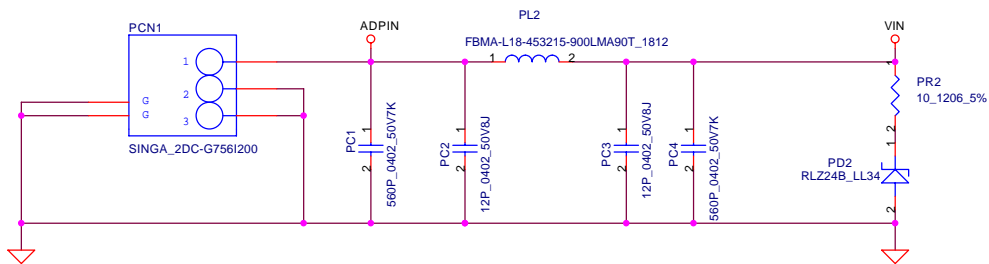 PCN1
1
2
3
G
G
SINGA_2DC-G756I200
ADPIN
PL2
FBMA-L18-453215-900LMA90T_1812
1
2
VIN
PC1
1
2
560P_0402_50V7K
PC2
1
2
12P_0402_50V8J
PC3
1
2
12P_0402_50V8J
PC4
1
2
560P_0402_50V7K
1
PR2
10_1206_5%
2
1
PD2
RLZ24B_LL34
2